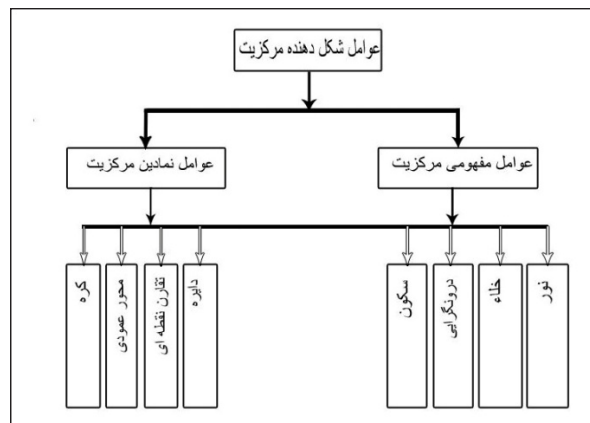 عوامل شکل دهنده مرکزیت
عوامل مفهومی مرکزیت
عوامل نمادین مرکزیت
نور
خلاء
درونگرایی
سکون
دایره
تقارن نقطه ای
محور عمودی
کره